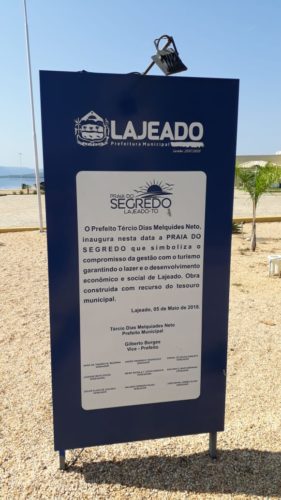 LAJEADO
Prefeitura Municipal
PRAIA DO
SEGREDO
LAJEADO-TO
O Prefeito Tércio Dias Melquides Neto,
inaugura nesta data a PRAIA DO
SEGREDO que simboliza o
compromisso da gestão com o turismo
garantindo o lazer e o desenvolvimento
econômico e social de Lajeado. Obra
construída com recurso do tesouro
municipal.
Lajeado, 05 de Maio de 2018.
Tércio Dias Melquiades Neto
Prefeito Municipal
Gilberto Borges
Vice - Prefeito